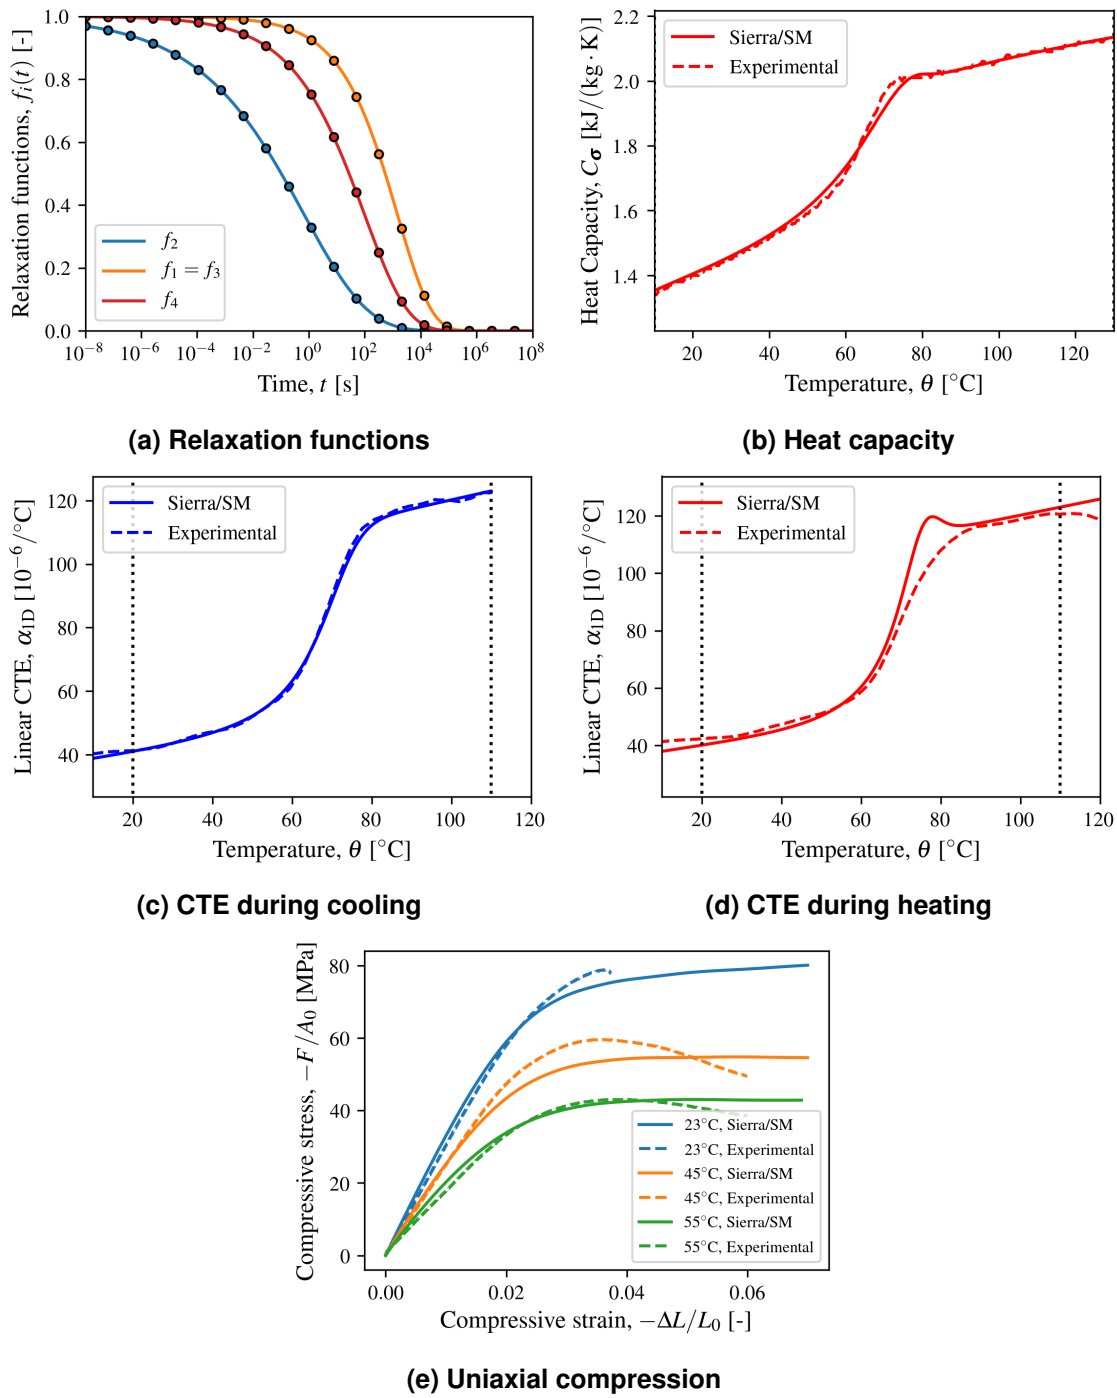 Relaxation functions, f_i(t) [-]
1.0
0.8
0.6
0.4
0.2
0.0
f_2
f_1 = f_3
f_4
10^−8 10^−6 10^−4 10^−2 10^0 10^2 10^4 10^6 10^8
Time, t [s]
(a) Relaxation functions
Heat Capacity, C_σ [kJ/(kg · K)]
2.2
2.0
1.8
1.6
1.4
Sierra/SM
Experimental
20 40 60 80 100 120
Temperature, θ [°C]
(b) Heat capacity
Linear CTE, α_1D [10^−6/°C]
120
100
80
60
40
Sierra/SM
Experimental
20 40 60 80 100 120
Temperature, θ [°C]
(c) CTE during cooling
Linear CTE, α_1D [10^−6/°C]
120
100
80
60
40
Sierra/SM
Experimental
20 40 60 80 100 120
Temperature, θ [°C]
(d) CTE during heating
Compressive stress, −F/A_0 [MPa]
80
60
40
20
0
23°C, Sierra/SM
23°C, Experimental
45°C, Sierra/SM
45°C, Experimental
55°C, Sierra/SM
55°C, Experimental
0.00 0.02 0.04 0.06
Compressive strain, −ΔL/L_0 [-]
(e) Uniaxial compression